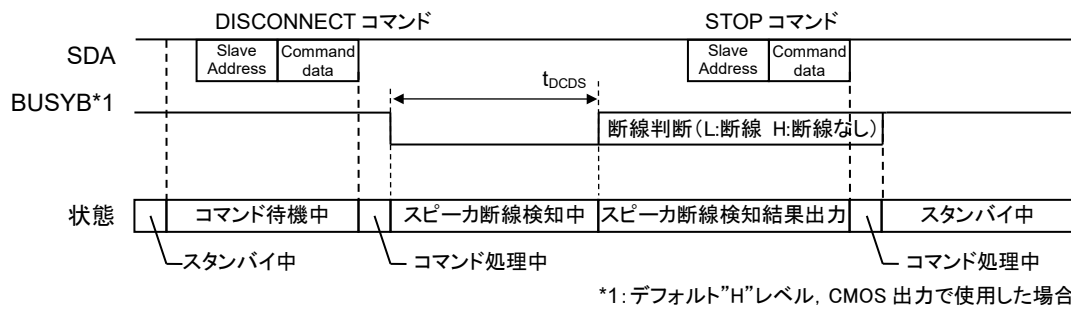 DISCONNECT コマンド STOP コマンド
SDA Slave Address Command data Slave Address Command data
BUSYB*1 tDCDS
断線判断(L:断線 H:断線なし)
状態 コマンド待機中 スピーカ断線検知中 スピーカ断線検知結果出力 スタンバイ中
スタンバイ中 コマンド処理中 コマンド処理中
*1:デフォルト”H”レベル, CMOS 出力で使用した場合